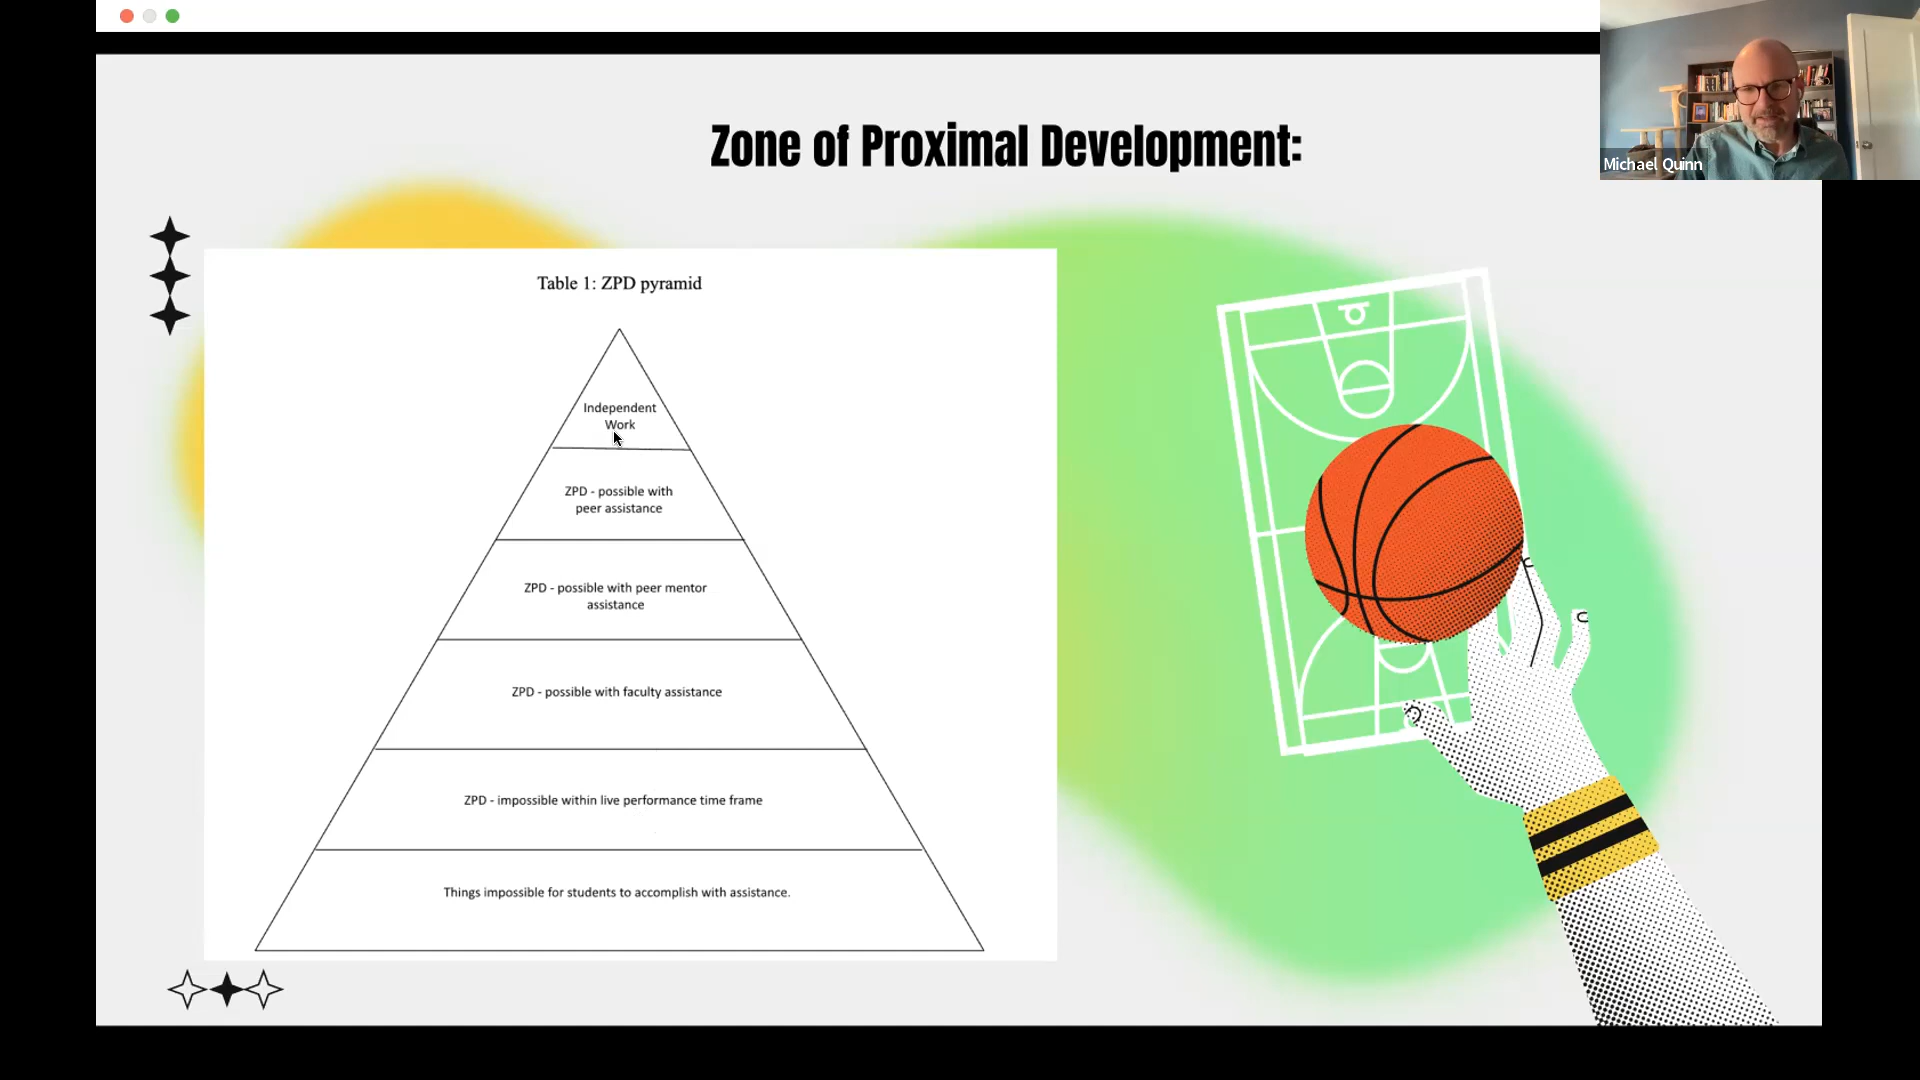 Zone of Proximal Development:
Michael Quinn
Table 1: ZPD pyramid
Independent
Work
ZPD - possible with
peer assistance
ZPD - possible with peer mentor
assistance
ZPD - possible with faculty assistance
ZPD - impossible within live performance time frame
Things impossible for students to accomplish with assistance.